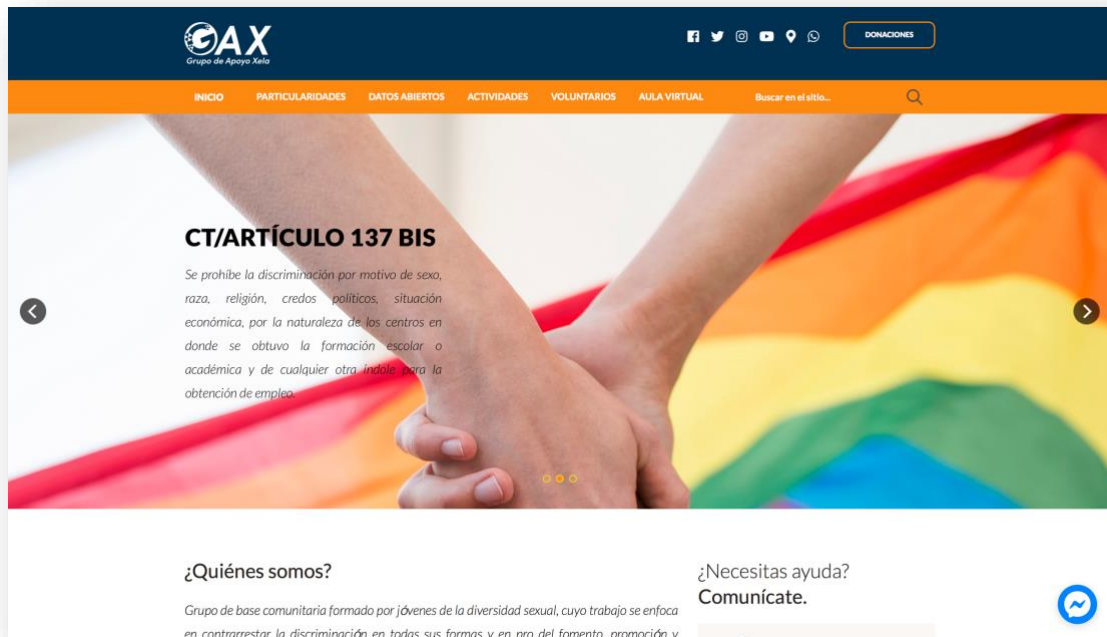 GAX
Grupo de Apoyo Xela
DONACIONES
INICIO PARTICULARIDADES DATOS ABIERTOS ACTIVIDADES VOLUNTARIOS AULA VIRTUAL Buscar en el sitio...
CT/ARTÍCULO 137 BIS
Se prohíbe la discriminación por motivo de sexo,
raza, religión, credos políticos, situación
económica, por la naturaleza de los centros en
donde se obtuvo la formación escolar o
académica y de cualquier otra índole para la
obtención de empleo.
¿Quiénes somos?
Grupo de base comunitaria formado por jóvenes de la diversidad sexual, cuyo trabajo se enfoca
en contrarrestar la discriminación en todas sus formas y en pro del fomento, promoción y
¿Necesitas ayuda?
Comunícate.